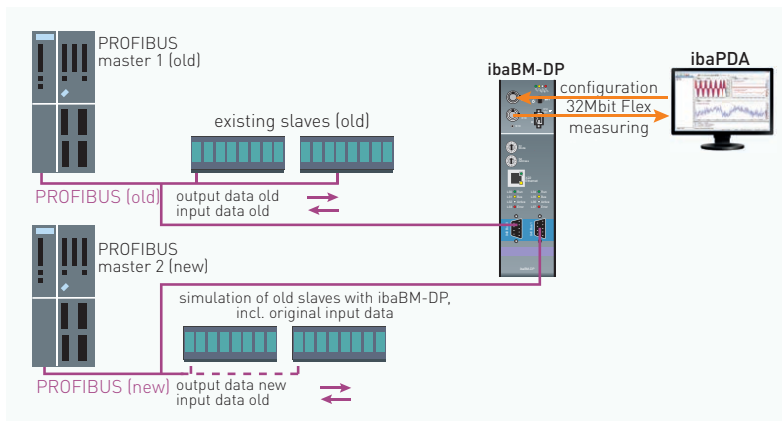 PROFIBUS
master 1 (old)
ibaBM-DP
ibaPDA
configuration
32Mbit Flex
measuring
existing slaves (old)
PROFIBUS (old)
output data old
input data old
PROFIBUS
master 2 (new)
simulation of old slaves with ibaBM-DP,
incl. original input data
PROFIBUS (new)
output data new
input data old